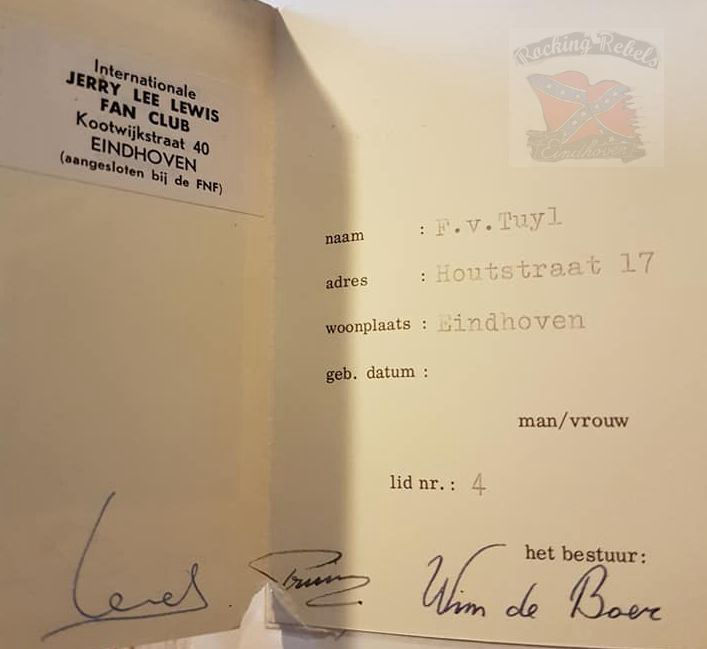 Internationale
JERRY LEE LEWIS
FAN CLUB
Kootwijkstraat 40
EINDHOVEN
(aangesloten bij de FNF)
Rocking Rebels
Eindhoven
naam : F.v.Tuyl
adres : Houtstraat 17
woonplaats : Eindhoven
geb. datum :
man/vrouw
lid nr. : 4
het bestuur:
Wim de Boer